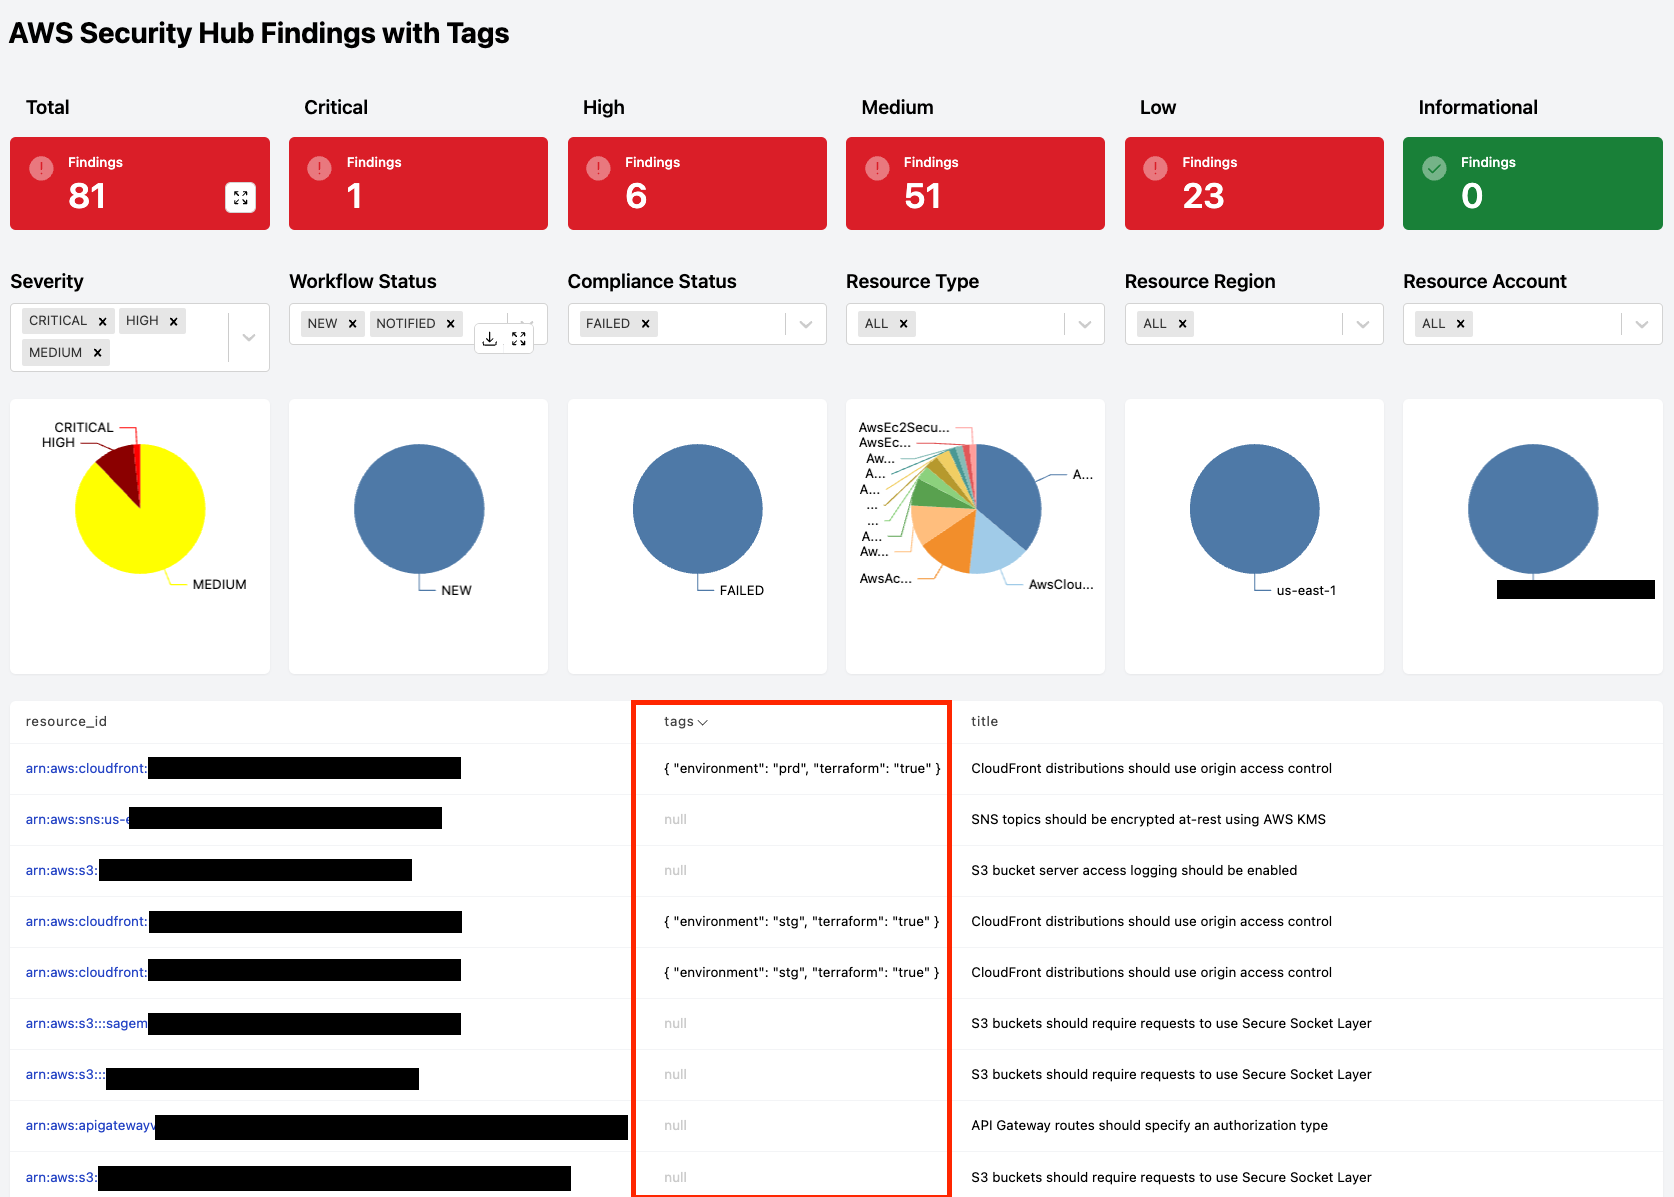 AWS Security Hub Findings with Tags
Total
Critical
High
Medium
Low
Informational
Findings
81
Findings
1
Findings
6
Findings
51
Findings
23
Findings
0
Severity
Workflow Status
Compliance Status
Resource Type
Resource Region
Resource Account
CRITICAL × HIGH ×
MEDIUM ×
NEW × NOTIFIED ×
FAILED ×
ALL ×
ALL ×
ALL ×
CRITICAL
HIGH
MEDIUM
NEW
FAILED
AwsEc2Secu...
AwsEc...
Aw...
A...
A...
...
...
A...
Aw...
AwsAc...
A...
AwsClou...
us-east-1
resource_id tags title
arn:aws:cloudfront: { "environment": "prd", "terraform": "true" } CloudFront distributions should use origin access control
arn:aws:sns:us-e null SNS topics should be encrypted at-rest using AWS KMS
arn:aws:s3: null S3 bucket server access logging should be enabled
arn:aws:cloudfront: { "environment": "stg", "terraform": "true" } CloudFront distributions should use origin access control
arn:aws:cloudfront: { "environment": "stg", "terraform": "true" } CloudFront distributions should use origin access control
arn:aws:s3:::sagem null S3 buckets should require requests to use Secure Socket Layer
arn:aws:s3::: null S3 buckets should require requests to use Secure Socket Layer
arn:aws:apigatewayv null API Gateway routes should specify an authorization type
arn:aws:s3: null S3 buckets should require requests to use Secure Socket Layer